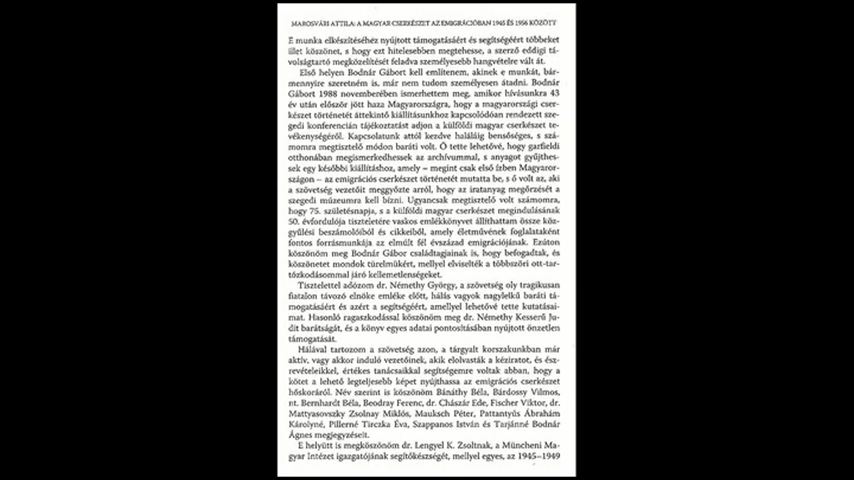 MAROSVÁRI ATTILA: A MAGYAR CSERKÉSZET AZ EMIGRÁCIÓBAN 1945 ÉS 1956 KÖZÖTT
E munka elkészítéséhez nyújtott támogatásáért és segítségéért többeket
illet köszönet, s hogy ezt hitelesebben megtehesse, a szerző eddigi tá-
volságtartó megközelítését feladva személyesebb hangvételre vált át.
Első helyen Bodnár Gábort kell említenem, akinek e munkát, bár-
mennyire szeretném is, már nem tudom személyesen átadni. Bodnár
Gábort 1988 novemberében ismerhettem meg, amikor hívásunkra 43
év után először jött haza Magyarországra, hogy a magyarországi cser-
készet történetét áttekintő kiállításunkhoz kapcsolódóan rendezett sze-
gedi konferencián tájékoztatást adjon a külföldi magyar cserkészet te-
vékenységéről. Kapcsolatunk attól kezdve haláláig bensőséges, s szá-
momra megtisztelő módon baráti volt. Ő tette lehetővé, hogy garfieldi
otthonában megismerkedhessek az archívummal, s anyagot gyűjthes-
sek egy későbbi kiállításhoz, amely – megint csak első ízben Magyaror-
szágon – az emigrációs cserkészet történetét mutatta be, s ő volt az, aki
a szövetség vezetőit meggyőzte arról, hogy az iratanyag megőrzését a
szegedi múzeumra kell bízni. Ugyancsak megtisztelő volt számomra,
hogy 75. születésnapja, s a külföldi magyar cserkészet megindulásának
50. évfordulója tiszteletére vaskos emlékkönyvet állíthattam össze köz-
gyűlési beszámolóiból és cikkeiből, amely életművének foglalataként
fontos forrásmunkája az elmúlt fél évszázad emigrációjának. Ezúton
köszönöm meg Bodnár Gábor családtagjainak is, hogy befogadtak, és
köszönetet mondok türelmükért, mellyel elviselték a többszöri ott-tar-
tózkodásommal járó kellemetlenségeket.
Tisztelettel adózom dr. Némethy György, a szövetség oly tragikusan
fiatalon távozó elnöke emléke előtt, hálás vagyok nagylelkű baráti tá-
mogatásáért és azért a segítségéért, amellyel lehetővé tette kutatásai-
mat. Hasonló ragaszkodással köszönöm meg dr. Némethy Kesserű Ju-
dit barátságát, és a könyv egyes adatai pontosításában nyújtott önzetlen
támogatását.
Hálával tartozom a szövetség azon, a tárgyalt korszakunkban már
aktív, vagy akkor induló vezetőinek, akik elolvasták a kéziratot, és ész-
revételeikkel, értékes tanácsaikkal segítségemre voltak abban, hogy a
kötet a lehető legteljesebb képet nyújthassa az emigrációs cserkészet
hőskoráról. Név szerint is köszönöm Bánáthy Béla, Bárdossy Vilmos,
nt. Bernhardt Béla, Beodray Ferenc, dr. Chászár Ede, Fischer Viktor, dr.
Mattyasovszky Zsolnay Miklós, Mauksch Péter, Pattantyús Ábrahám
Károlyné, Pillerné Tirczka Éva, Szappanos István és Tarjánné Bodnár
Ágnes megjegyzéseit.
E helyütt is megköszönöm dr. Lengyel K. Zsoltnak, a Müncheni Ma-
gyar Intézet igazgatójának segítőkészségét, mellyel egyes, az 1945–1949